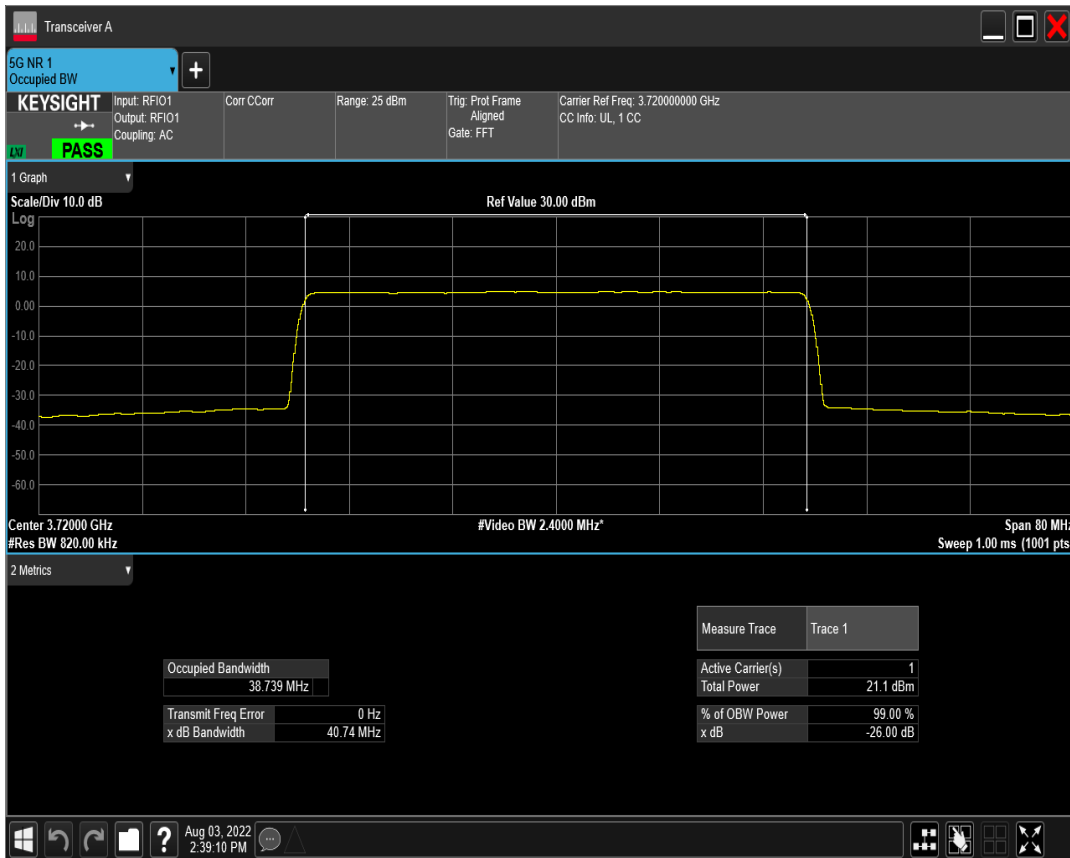 Transceiver A
5G NR 1
Occupied BW
KEYSIGHT
LXI
PASS
Input: RFIO1
Output: RFIO1
Coupling: AC
Corr CCorr
Range: 25 dBm
Trig: Prot Frame
Aligned
Gate: FFT
Carrier Ref Freq: 3.720000000 GHz
CC Info: UL, 1 CC
1 Graph
Scale/Div 10.0 dB
Ref Value 30.00 dBm
Log
20.0
10.0
0.00
-10.0
-20.0
-30.0
-40.0
-50.0
-60.0
Center 3.72000 GHz
#Video BW 2.4000 MHz*
Span 80 MHz
#Res BW 820.00 kHz
Sweep 1.00 ms (1001 pts
2 Metrics
Measure Trace Trace 1
Occupied Bandwidth
38.739 MHz
Active Carrier(s) 1
Total Power 21.1 dBm
Transmit Freq Error 0 Hz
x dB Bandwidth 40.74 MHz
% of OBW Power 99.00 %
x dB -26.00 dB
?
Aug 03, 2022
2:39:10 PM